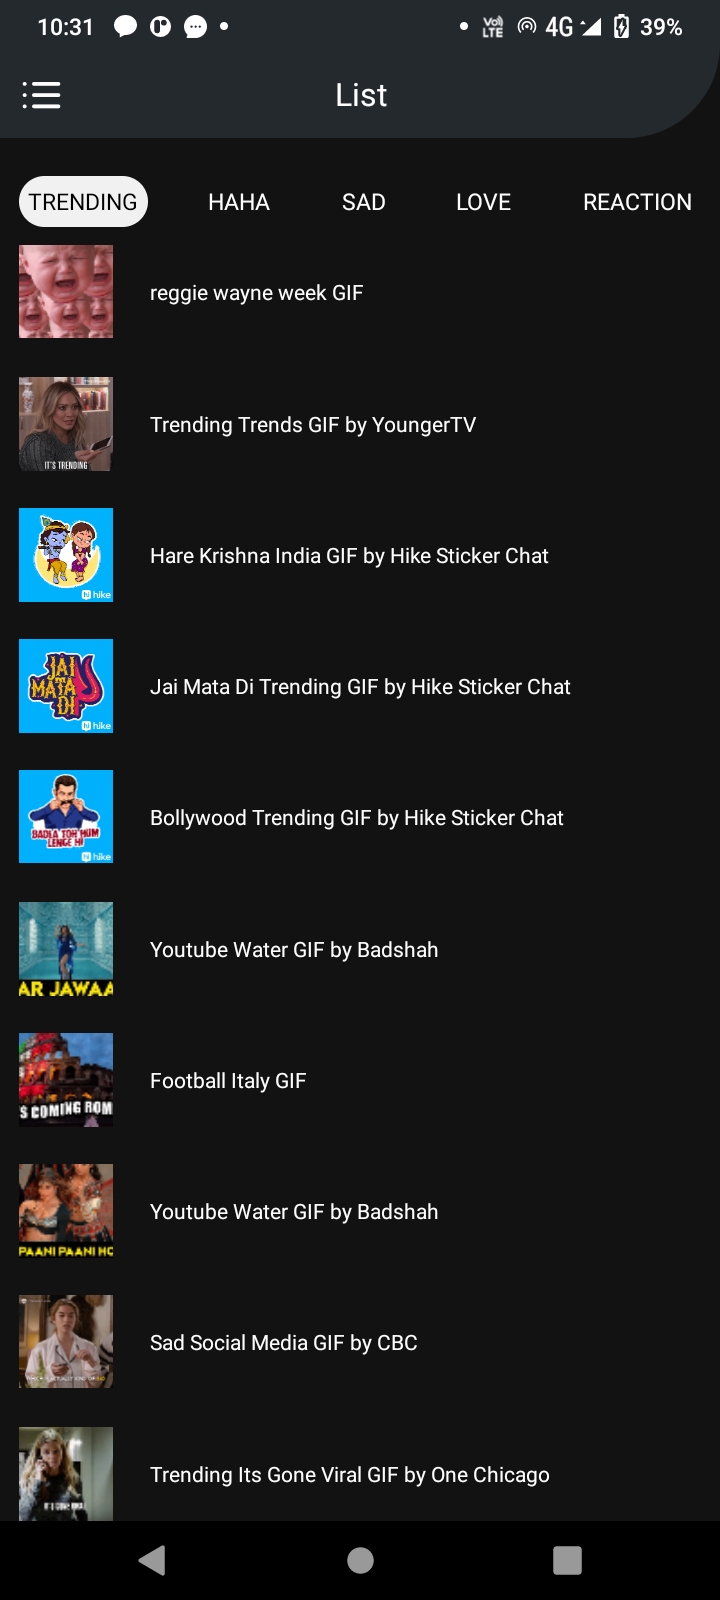 10:31
Vo))
LTE
4G
39%
List
TRENDING
HAHA
SAD
LOVE
REACTION
reggie wayne week GIF
IT'S TRENDING
Trending Trends GIF by YoungerTV
hi hike
Hare Krishna India GIF by Hike Sticker Chat
JAI
MATA
DI
hi hike
Jai Mata Di Trending GIF by Hike Sticker Chat
BADLA TOH HUM
LENGE HI
hi hike
Bollywood Trending GIF by Hike Sticker Chat
AR JAWAA
Youtube Water GIF by Badshah
S COMING ROM
Football Italy GIF
PAANI PAANI HO
Youtube Water GIF by Badshah
Sad Social Media GIF by CBC
Trending Its Gone Viral GIF by One Chicago